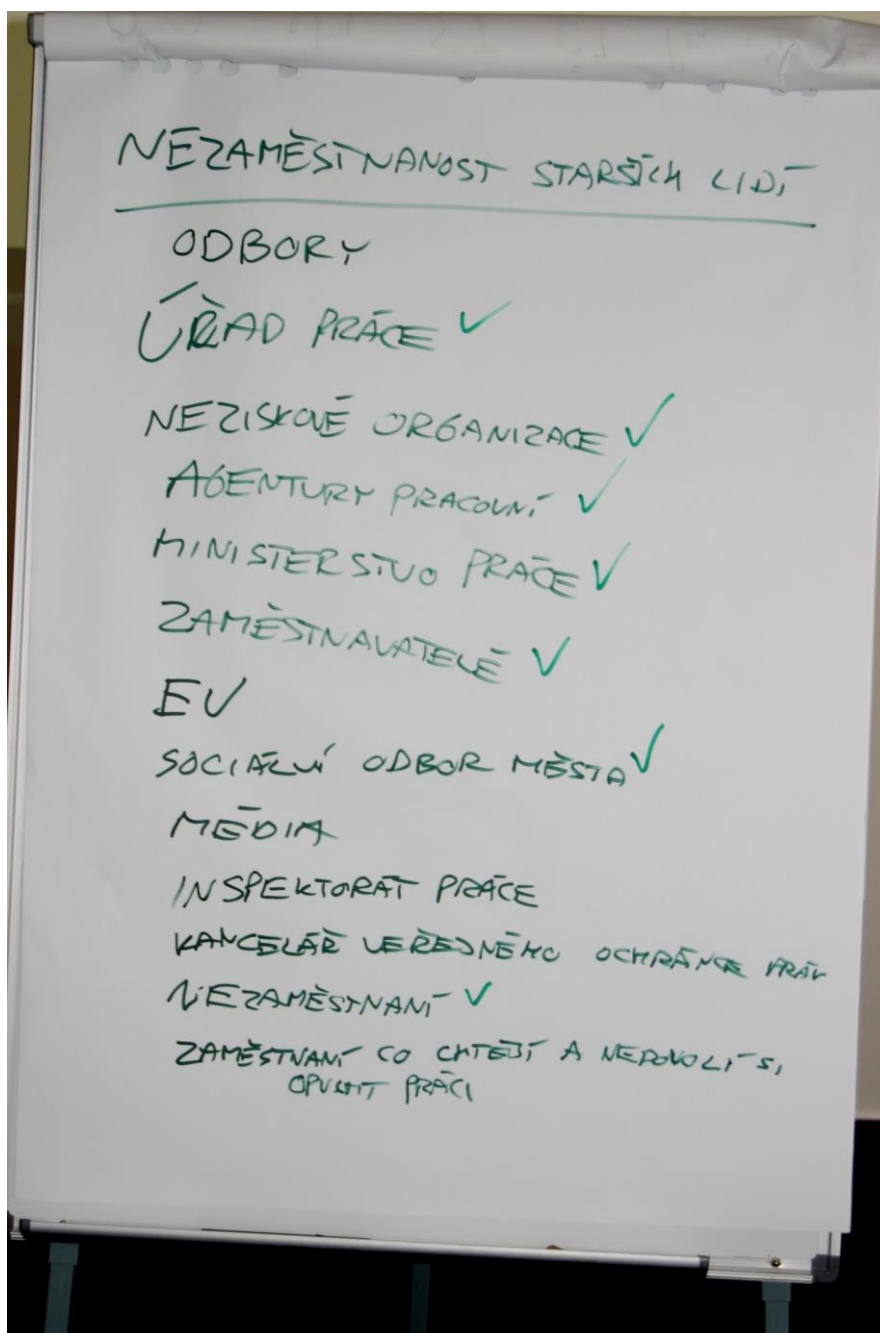 NEZAMĚSTNANOST STARŠÍCH LIDÍ
ODBORY
ÚŘAD PRÁCE ✓
NEZISKOVÉ ORGANIZACE ✓
AGENTURY PRACOVNÍ ✓
MINISTERSTVO PRÁCE ✓
ZAMĚSTNAVATELÉ ✓
EU
SOCIÁLNÍ ODBOR MĚSTA ✓
MÉDIA
INSPEKTORÁT PRÁCE
KANCELÁŘ VEŘEJNÉHO OCHRÁNCE PRÁV
NEZAMĚSTNANÍ ✓
ZAMĚSTNANÍ CO CHTĚJÍ A NEDOVOLÍ SI
OPUSTIT PRÁCI